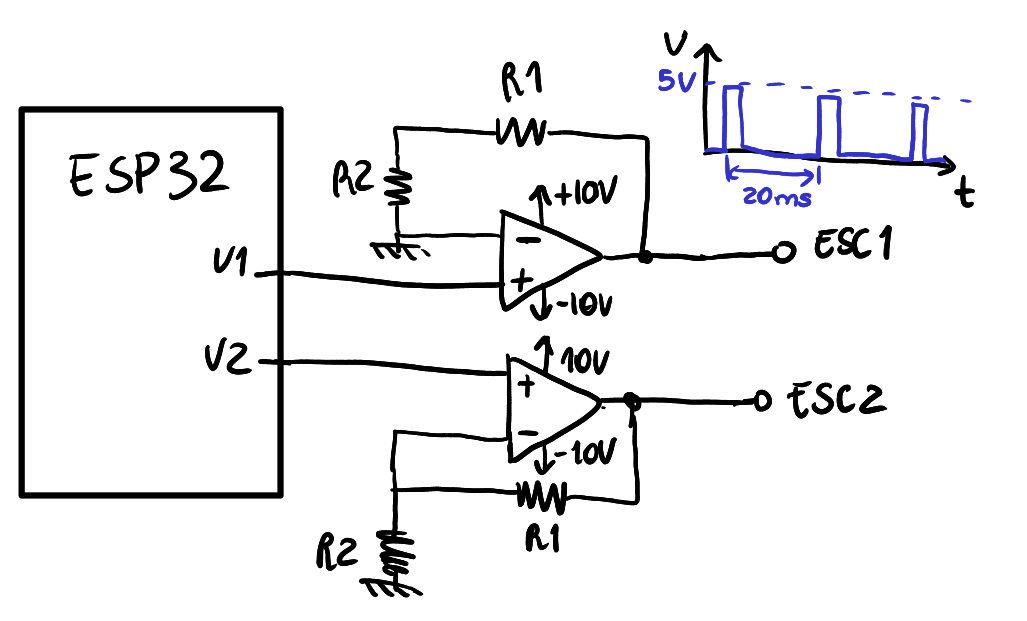 V
5V
R1
ESP32
R2
20ms
t
+10V
-
V1
+
ESC1
-10V
V2
10V
+
ESC2
-
-10V
R1
R2